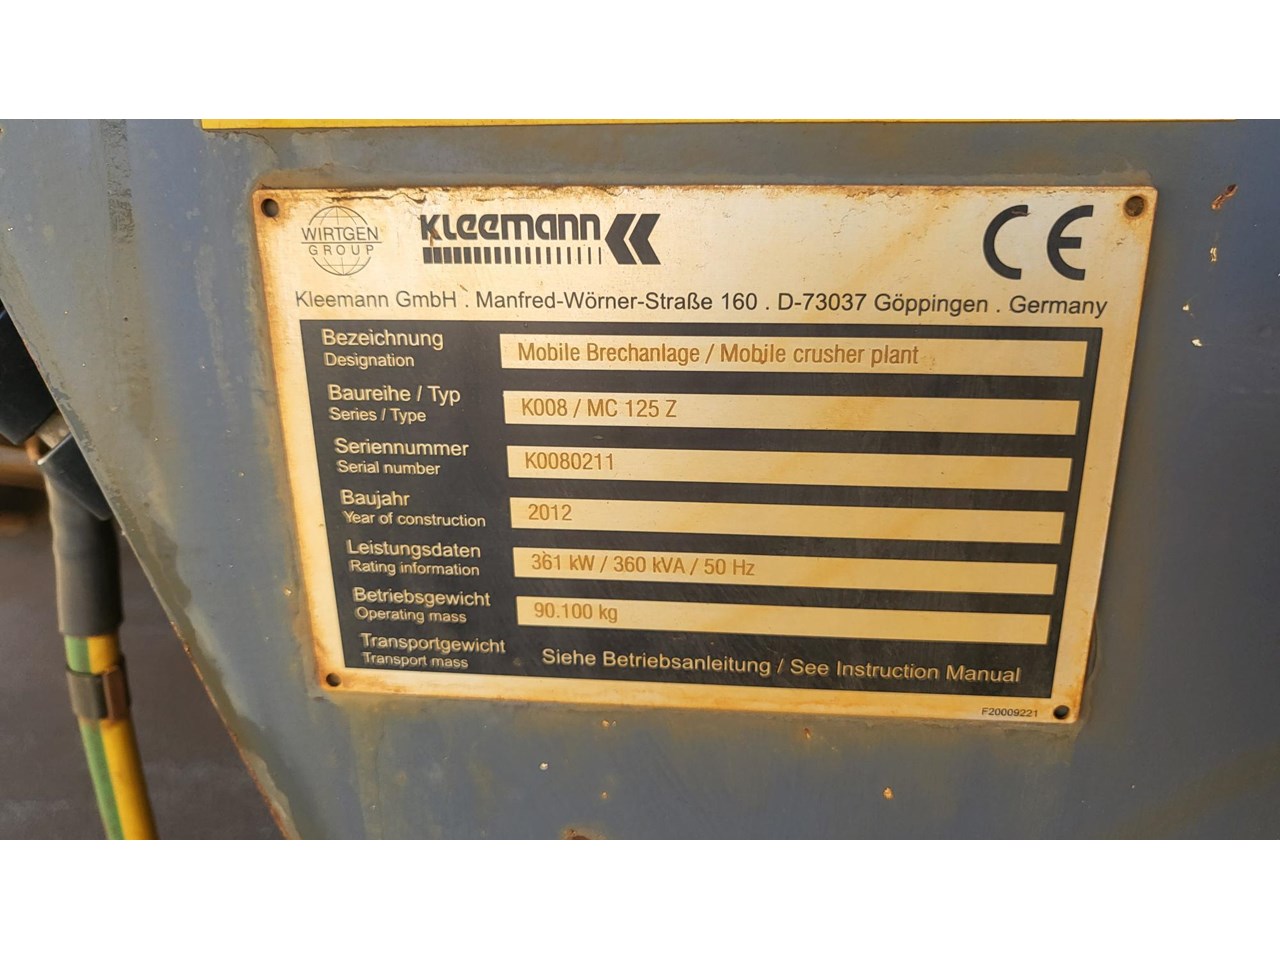 WIRTGEN
GROUP
KLEEMANN
CE
Kleemann GmbH . Manfred-Wörner-Straße 160 . D-73037 Göppingen . Germany
Bezeichnung
Designation
Mobile Brechanlage / Mobile crusher plant
Baureihe / Typ
Series / Type
K008 / MC 125 Z
Seriennummer
Serial number
K0080211
Baujahr
Year of construction
2012
Leistungsdaten
Rating information
361 kW / 360 kVA / 50 Hz
Betriebsgewicht
Operating mass
90.100 kg
Transportgewicht
Transport mass
Siehe Betriebsanleitung / See Instruction Manual
F20009221